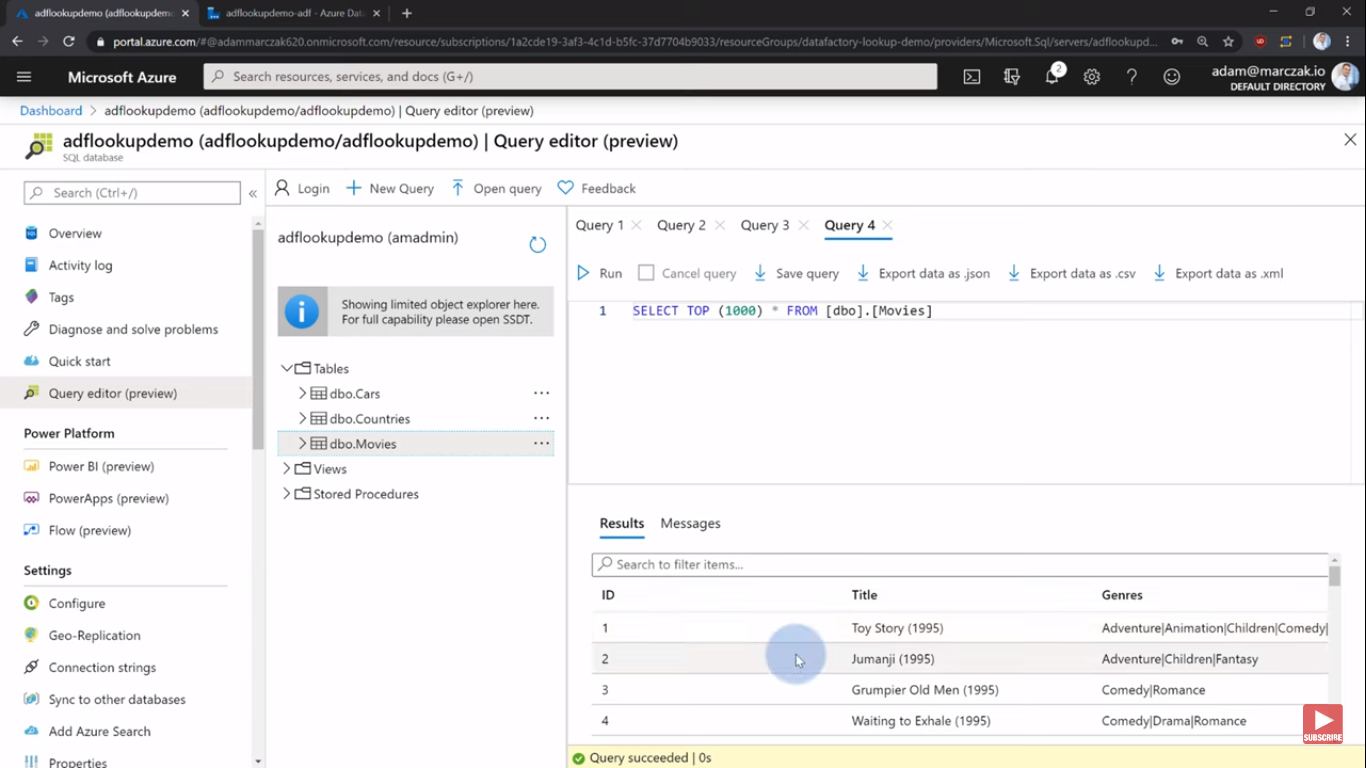 adflookupdemo (adflookupdemo
adflookupdemo-adf - Azure Dat
portal.azure.com/#@adammarczak620.onmicrosoft.com/resource/subscriptions/1a2cde19-3af3-4c1d-b5fc-37d7704b9033/resourceGroups/datafactory-lookup-demo/providers/Microsoft.Sql/servers/adflookupd...
Microsoft Azure
Search resources, services, and docs (G+/)
2
adam@marczak.io
DEFAULT DIRECTORY
Dashboard > adflookupdemo (adflookupdemo/adflookupdemo) | Query editor (preview)
adflookupdemo (adflookupdemo/adflookupdemo) | Query editor (preview)
SQL database
Search (Ctrl+/)
«
Overview
Activity log
Tags
Diagnose and solve problems
Quick start
Query editor (preview)
Power Platform
Power BI (preview)
PowerApps (preview)
Flow (preview)
Settings
Configure
Geo-Replication
Connection strings
Sync to other databases
Add Azure Search
Properties
Login
New Query
Open query
Feedback
adflookupdemo (amadmin)
Showing limited object explorer here.
For full capability please open SSDT.
Tables
dbo.Cars ...
dbo.Countries ...
dbo.Movies ...
Views
Stored Procedures
Query 1
Query 2
Query 3
Query 4
Run
Cancel query
Save query
Export data as .json
Export data as .csv
Export data as .xml
1 SELECT TOP (1000) * FROM [dbo].[Movies]
Results
Messages
Search to filter items...
ID Title Genres
1 Toy Story (1995) Adventure|Animation|Children|Comedy|
2 Jumanji (1995) Adventure|Children|Fantasy
3 Grumpier Old Men (1995) Comedy|Romance
4 Waiting to Exhale (1995) Comedy|Drama|Romance
SUBSCRIBE
Query succeeded | 0s